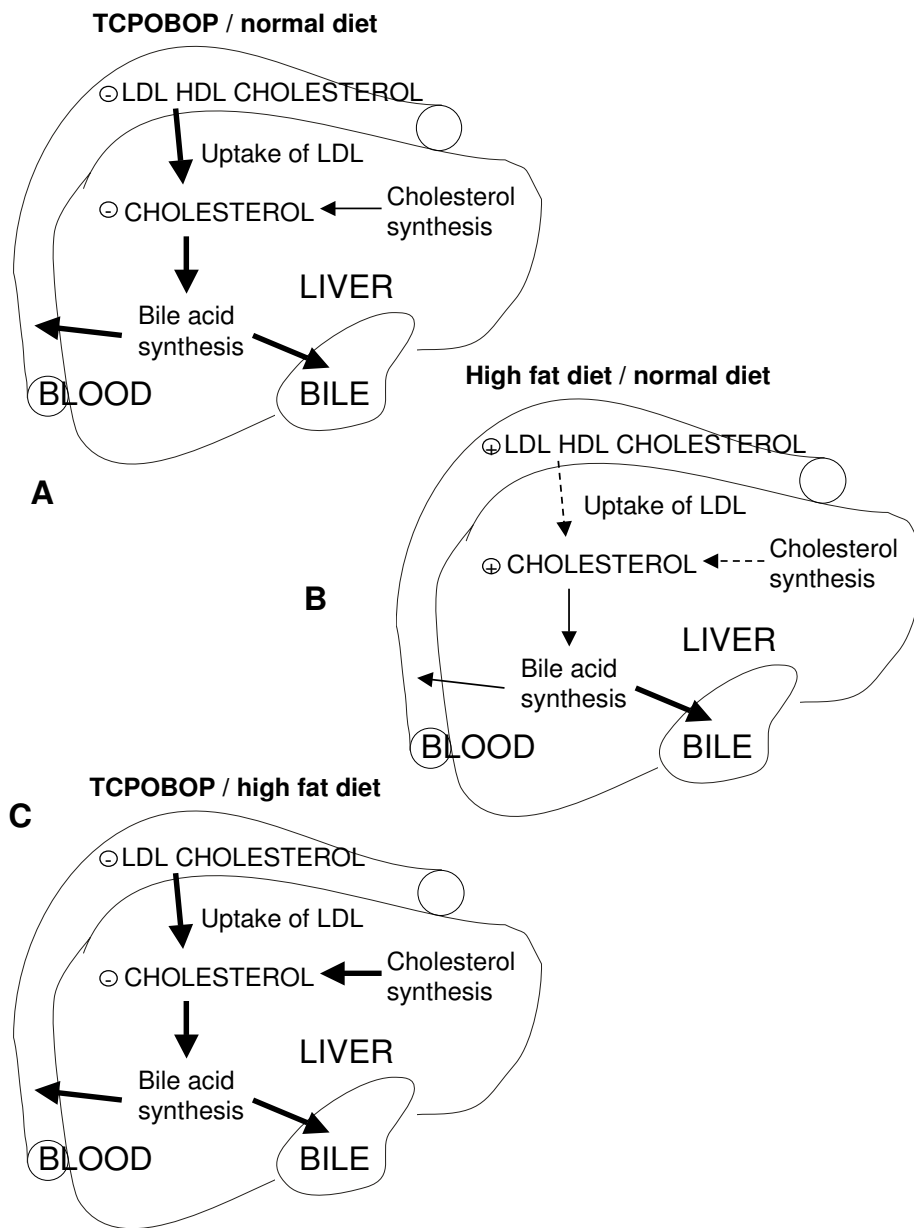 TCPOBOP / normal diet
⊖ LDL HDL CHOLESTEROL
Uptake of LDL
⊖ CHOLESTEROL
Cholesterol
synthesis
LIVER
Bile acid
synthesis
BLOOD
BILE
A
High fat diet / normal diet
⊕ LDL HDL CHOLESTEROL
Uptake of LDL
⊕ CHOLESTEROL
Cholesterol
synthesis
B
LIVER
Bile acid
synthesis
BLOOD
BILE
TCPOBOP / high fat diet
C
⊖ LDL CHOLESTEROL
Uptake of LDL
⊖ CHOLESTEROL
Cholesterol
synthesis
LIVER
Bile acid
synthesis
BLOOD
BILE